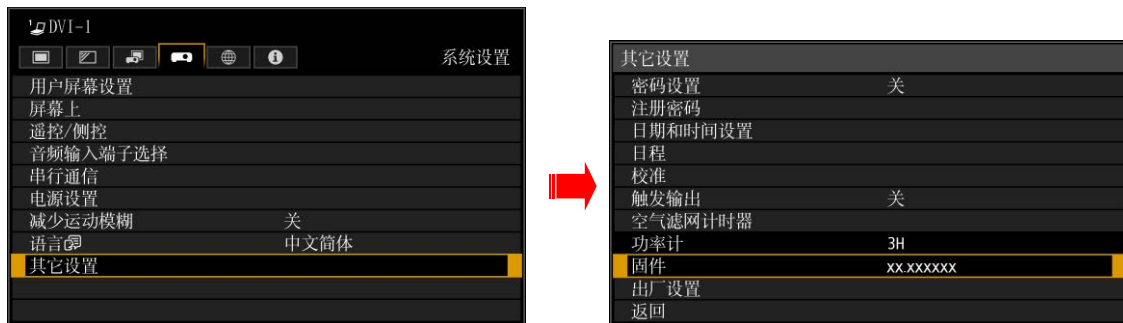 DVI-1
系统设置
用户屏幕设置
屏幕上
遥控/侧控
音频输入端子选择
串行通信
电源设置
减少运动模糊 关
语言 中文简体
其它设置
其它设置
密码设置 关
注册密码
日期和时间设置
日程
校准
触发输出 关
空气滤网计时器
功率计 3H
固件 xx.xxxxxx
出厂设置
返回